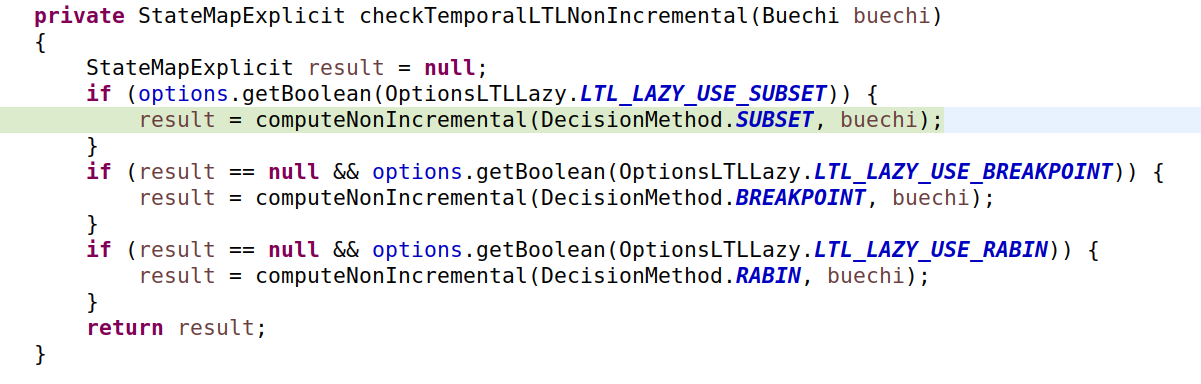 private StateMapExplicit checkTemporalLTLNonIncremental(Buechi buechi)
{
    StateMapExplicit result = null;
    if (options.getBoolean(OptionsLTLLazy.LTL_LAZY_USE_SUBSET)) {
        result = computeNonIncremental(DecisionMethod.SUBSET, buechi);
    }
    if (result == null && options.getBoolean(OptionsLTLLazy.LTL_LAZY_USE_BREAKPOINT)) {
        result = computeNonIncremental(DecisionMethod.BREAKPOINT, buechi);
    }
    if (result == null && options.getBoolean(OptionsLTLLazy.LTL_LAZY_USE_RABIN)) {
        result = computeNonIncremental(DecisionMethod.RABIN, buechi);
    }
    return result;
}